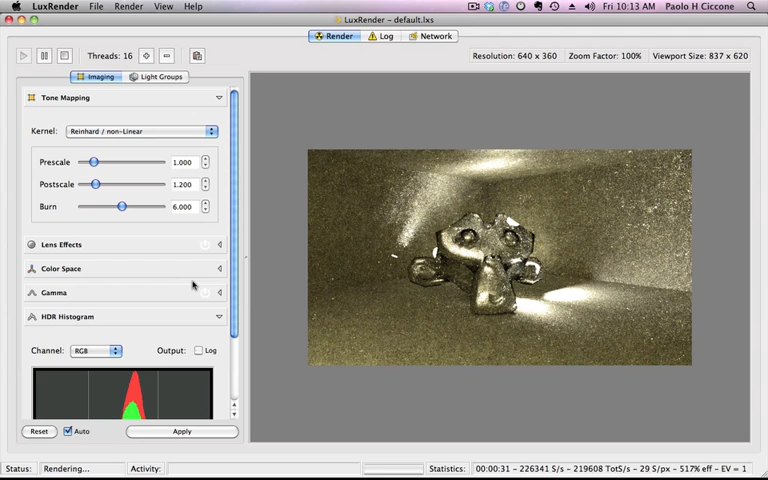 LuxRender File Render View Help Fri 10:13 AM Paolo H Ciccone
LuxRender - default.lxs
Render Log Network
Threads: 16 Resolution: 640 x 360 Zoom Factor: 100% Viewport Size: 837 x 620
Imaging Light Groups
Tone Mapping
Kernel: Reinhard / non-Linear
Prescale 1.000
Postscale 1.200
Burn 6.000
Lens Effects
Color Space
Gamma
HDR Histogram
Channel: RGB Output: Log
Reset Auto Apply
Status: Rendering... Activity: Statistics: 00:00:31 - 226341 S/s - 219608 TotS/s - 29 S/px - 517% eff - EV = 1